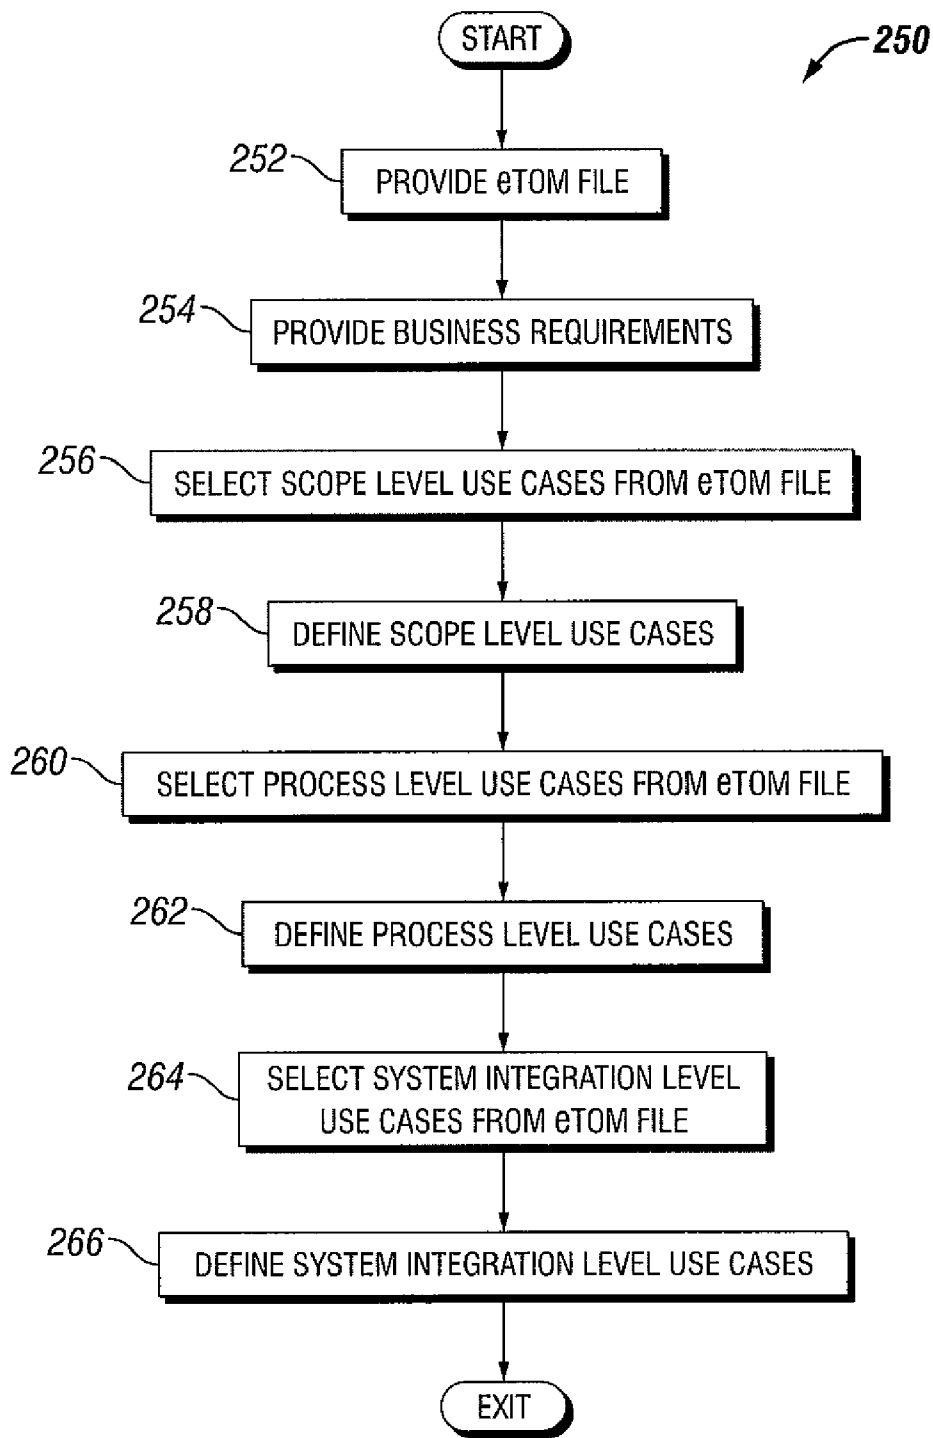 START
250
252
PROVIDE eTOM FILE
254
PROVIDE BUSINESS REQUIREMENTS
256
SELECT SCOPE LEVEL USE CASES FROM eTOM FILE
258
DEFINE SCOPE LEVEL USE CASES
260
SELECT PROCESS LEVEL USE CASES FROM eTOM FILE
262
DEFINE PROCESS LEVEL USE CASES
264
SELECT SYSTEM INTEGRATION LEVEL
USE CASES FROM eTOM FILE
266
DEFINE SYSTEM INTEGRATION LEVEL USE CASES
EXIT